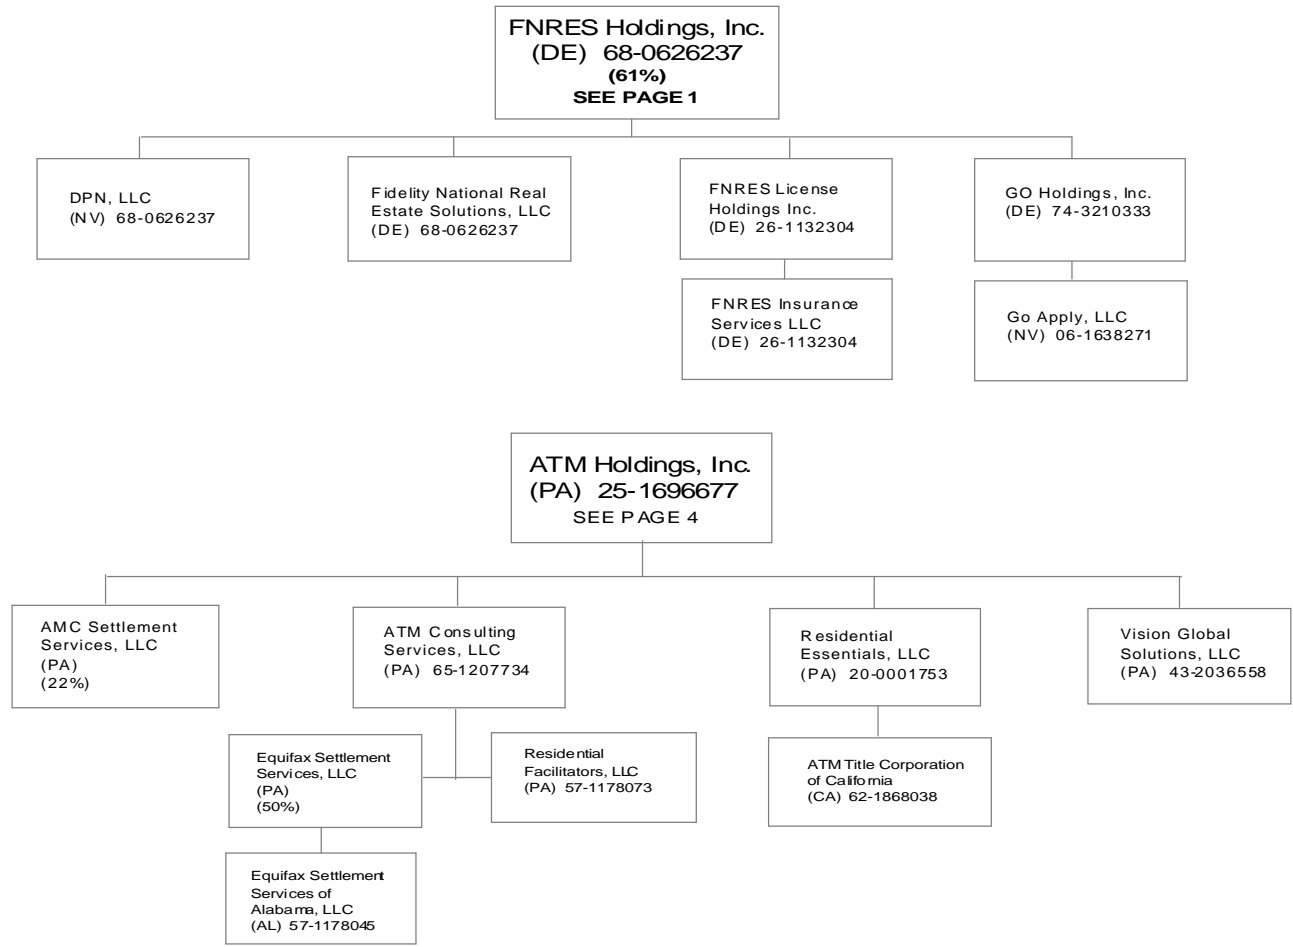 FNRES Holdings, Inc.
(DE) 68-0626237
(61%)
SEE PAGE 1
DPN, LLC
(NV) 68-0626237
Fidelity National Real
Estate Solutions, LLC
(DE) 68-0626237
FNRES License
Holdings Inc.
(DE) 26-1132304
GO Holdings, Inc.
(DE) 74-3210333
FNRES Insurance
Services LLC
(DE) 26-1132304
Go Apply, LLC
(NV) 06-1638271
ATM Holdings, Inc.
(PA) 25-1696677
SEE PAGE 4
AMC Settlement
Services, LLC
(PA)
(22%)
ATM Consulting
Services, LLC
(PA) 65-1207734
Residential
Essentials, LLC
(PA) 20-0001753
Vision Global
Solutions, LLC
(PA) 43-2036558
Equifax Settlement
Services, LLC
(PA)
(50%)
Residential
Facilitators, LLC
(PA) 57-1178073
ATM Title Corporation
of California
(CA) 62-1868038
Equifax Settlement
Services of
Alabama, LLC
(AL) 57-1178045